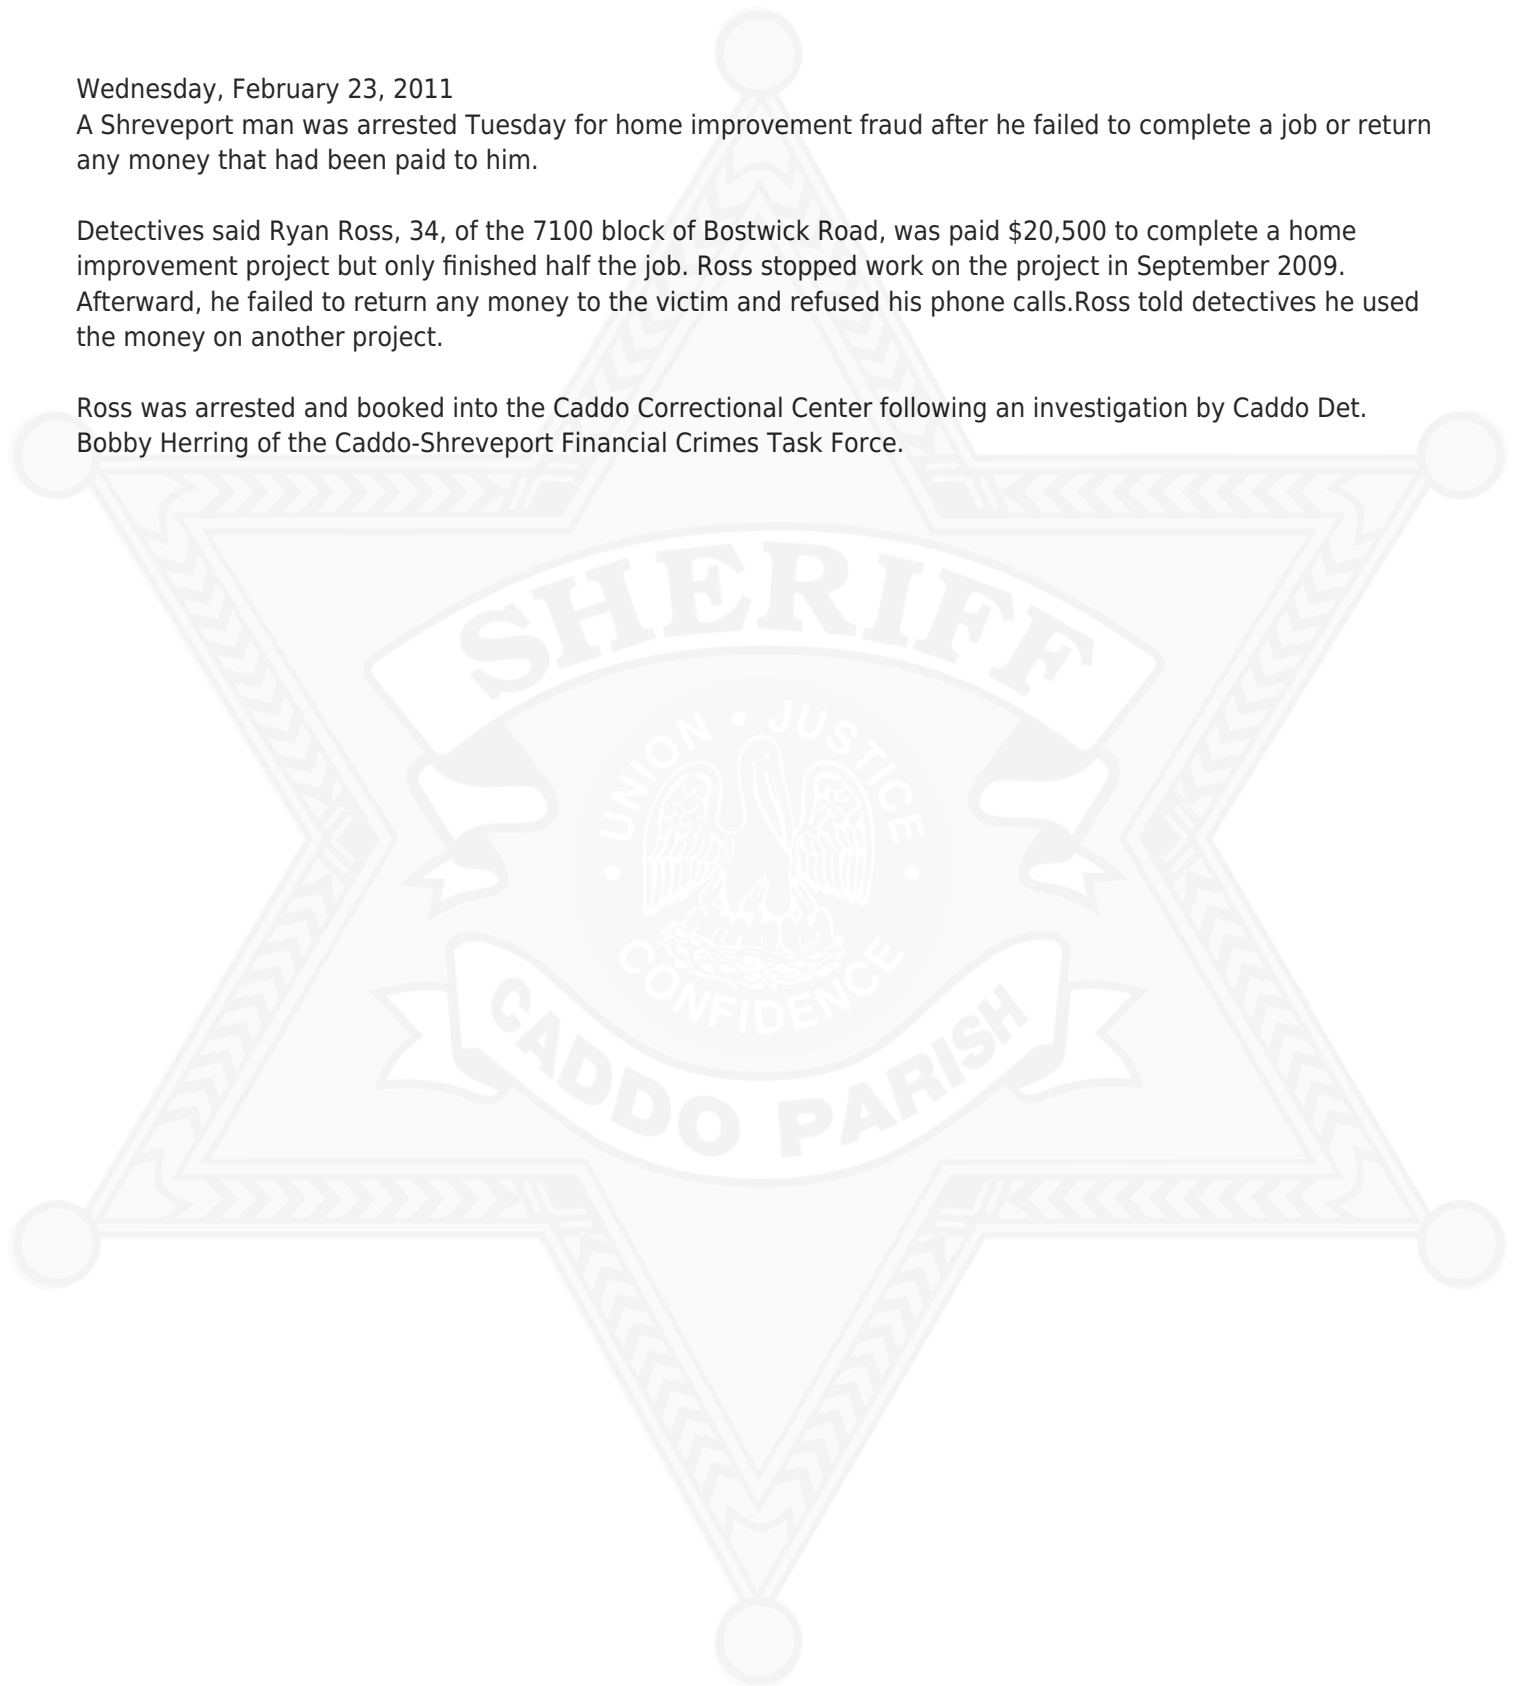 Wednesday, February 23, 2011
A Shreveport man was arrested Tuesday for home improvement fraud after he failed to complete a job or return
any money that had been paid to him.
Detectives said Ryan Ross, 34, of the 7100 block of Bostwick Road, was paid $20,500 to complete a home
improvement project but only finished half the job. Ross stopped work on the project in September 2009.
Afterward, he failed to return any money to the victim and refused his phone calls.Ross told detectives he used
the money on another project.
Ross was arrested and booked into the Caddo Correctional Center following an investigation by Caddo Det.
Bobby Herring of the Caddo-Shreveport Financial Crimes Task Force.
SHERIFF
UNION • JUSTICE
• CONFIDENCE •
CADDO PARISH